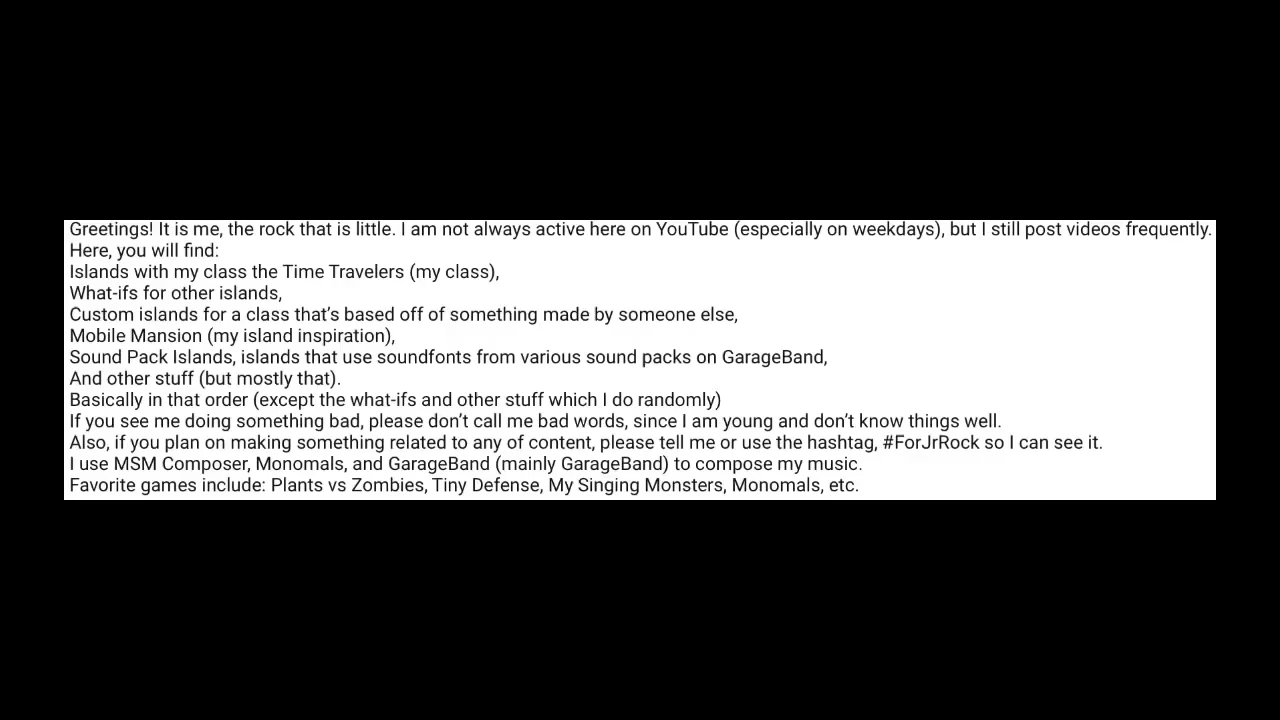 Greetings! It is me, the rock that is little. I am not always active here on YouTube (especially on weekdays), but I still post videos frequently.
Here, you will find:
Islands with my class the Time Travelers (my class),
What-ifs for other islands,
Custom islands for a class that’s based off of something made by someone else,
Mobile Mansion (my island inspiration),
Sound Pack Islands, islands that use soundfonts from various sound packs on GarageBand,
And other stuff (but mostly that).
Basically in that order (except the what-ifs and other stuff which I do randomly)
If you see me doing something bad, please don’t call me bad words, since I am young and don’t know things well.
Also, if you plan on making something related to any of content, please tell me or use the hashtag, #ForJrRock so I can see it.
I use MSM Composer, Monomals, and GarageBand (mainly GarageBand) to compose my music.
Favorite games include: Plants vs Zombies, Tiny Defense, My Singing Monsters, Monomals, etc.